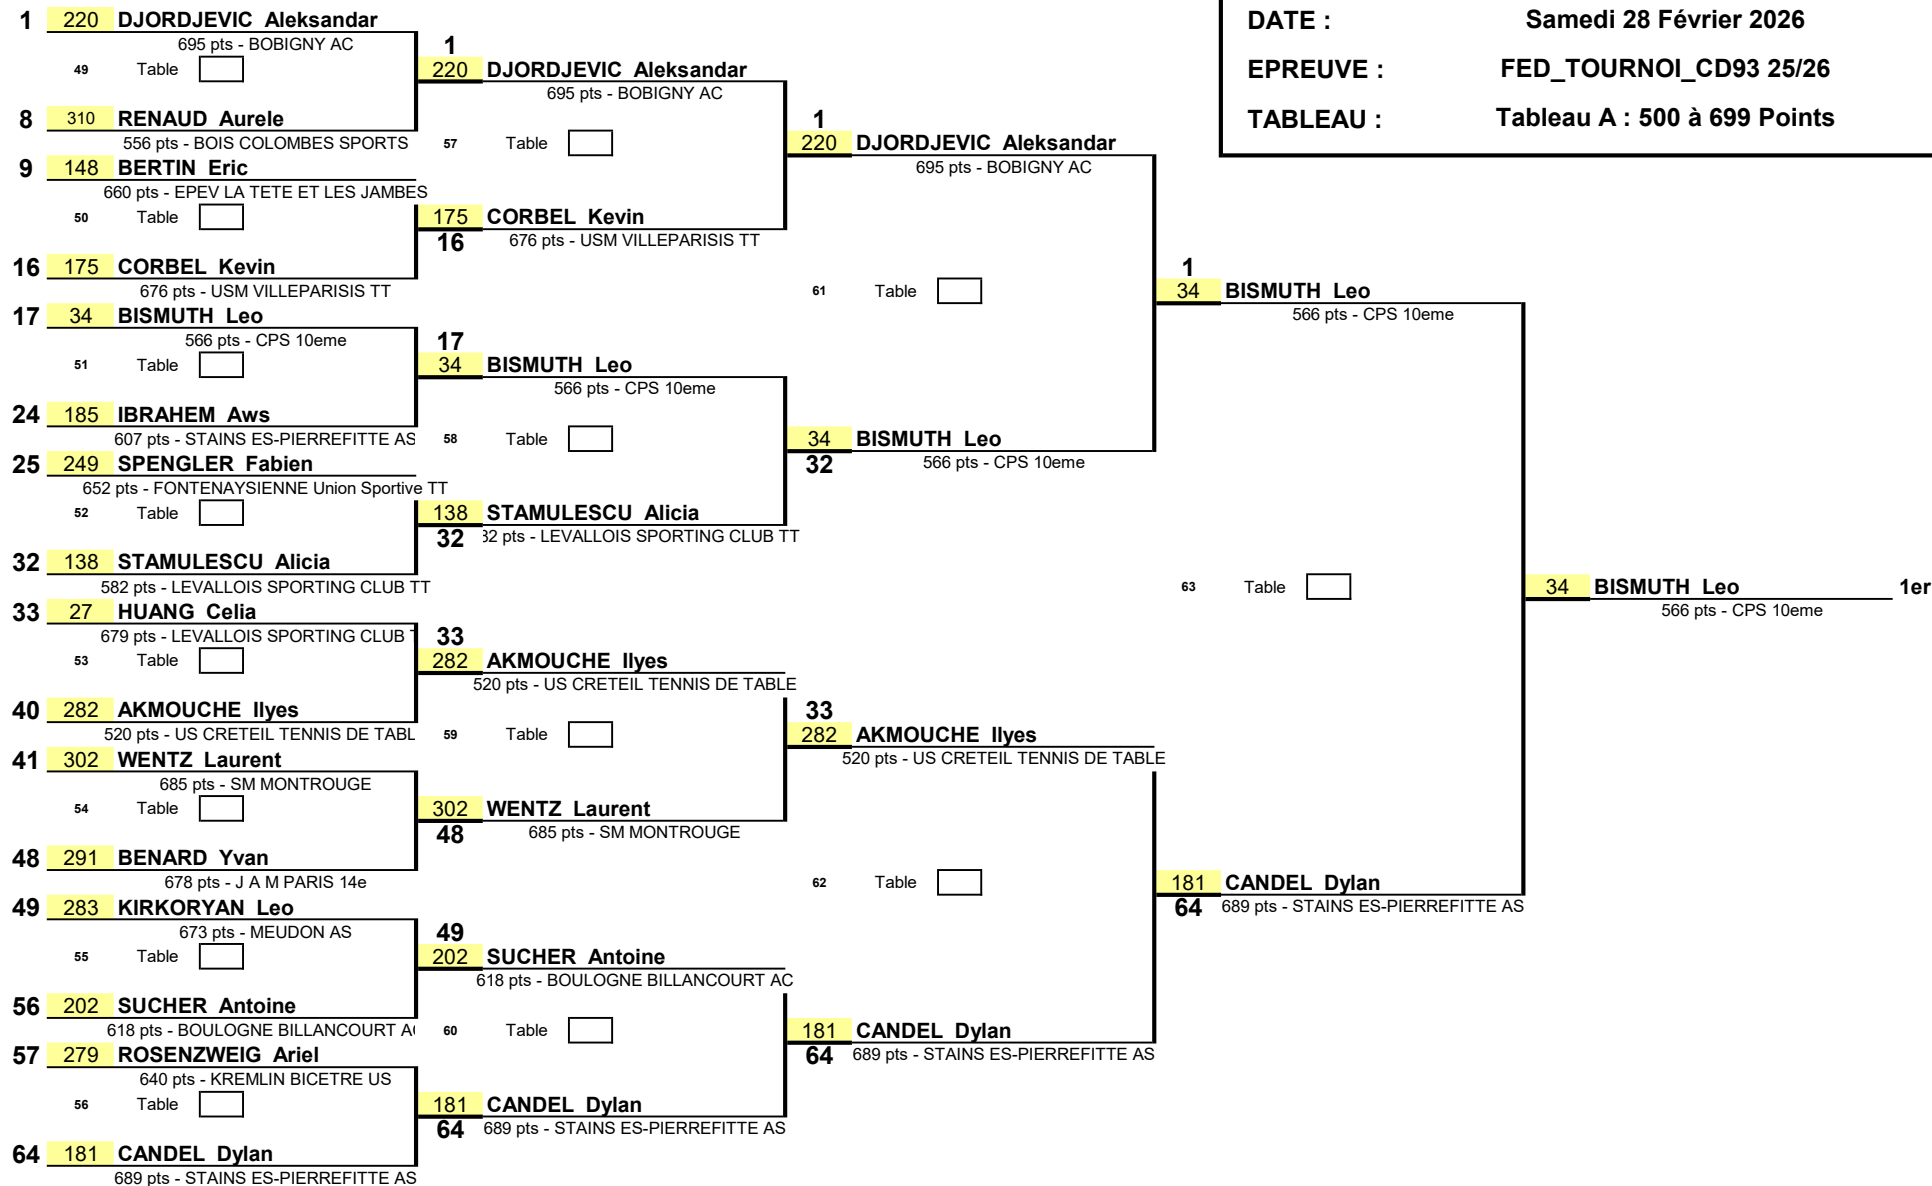 DATE : Samedi 28 Février 2026
EPREUVE : FED_TOURNOI_CD93 25/26
TABLEAU : Tableau A : 500 à 699 Points
1 220 DJORDJEVIC Aleksandar
695 pts - BOBIGNY AC
49 Table
8 310 RENAUD Aurele
556 pts - BOIS COLOMBES SPORTS
9 148 BERTIN Eric
660 pts - EPEV LA TETE ET LES JAMBES
50 Table
16 175 CORBEL Kevin
676 pts - USM VILLEPARISIS TT
17 34 BISMUTH Leo
566 pts - CPS 10eme
51 Table
24 185 IBRAHEM Aws
607 pts - STAINS ES-PIERREFITTE AS
25 249 SPENGLER Fabien
652 pts - FONTENAYSIENNE Union Sportive TT
52 Table
32 138 STAMULESCU Alicia
582 pts - LEVALLOIS SPORTING CLUB TT
33 27 HUANG Celia
679 pts - LEVALLOIS SPORTING CLUB
53 Table
40 282 AKMOUCHE Ilyes
520 pts - US CRETEIL TENNIS DE TABL
41 302 WENTZ Laurent
685 pts - SM MONTROUGE
54 Table
48 291 BENARD Yvan
678 pts - J A M PARIS 14e
49 283 KIRKORYAN Leo
673 pts - MEUDON AS
55 Table
56 202 SUCHER Antoine
618 pts - BOULOGNE BILLANCOURT
57 279 ROSENZWEIG Ariel
640 pts - KREMLIN BICETRE US
56 Table
64 181 CANDEL Dylan
689 pts - STAINS ES-PIERREFITTE AS
1
220 DJORDJEVIC Aleksandar
695 pts - BOBIGNY AC
57 Table
175 CORBEL Kevin
16 676 pts - USM VILLEPARISIS TT
17
34 BISMUTH Leo
566 pts - CPS 10eme
58 Table
138 STAMULESCU Alicia
32 2 pts - LEVALLOIS SPORTING CLUB TT
33
282 AKMOUCHE Ilyes
520 pts - US CRETEIL TENNIS DE TABLE
59 Table
302 WENTZ Laurent
48 685 pts - SM MONTROUGE
49
202 SUCHER Antoine
618 pts - BOULOGNE BILLANCOURT AC
60 Table
181 CANDEL Dylan
64 689 pts - STAINS ES-PIERREFITTE AS
1
220 DJORDJEVIC Aleksandar
695 pts - BOBIGNY AC
61 Table
34 BISMUTH Leo
32 566 pts - CPS 10eme
33
282 AKMOUCHE Ilyes
520 pts - US CRETEIL TENNIS DE TABLE
62 Table
181 CANDEL Dylan
64 689 pts - STAINS ES-PIERREFITTE AS
1
34 BISMUTH Leo
566 pts - CPS 10eme
63 Table
181 CANDEL Dylan
64 689 pts - STAINS ES-PIERREFITTE AS
34 BISMUTH Leo 1er
566 pts - CPS 10eme